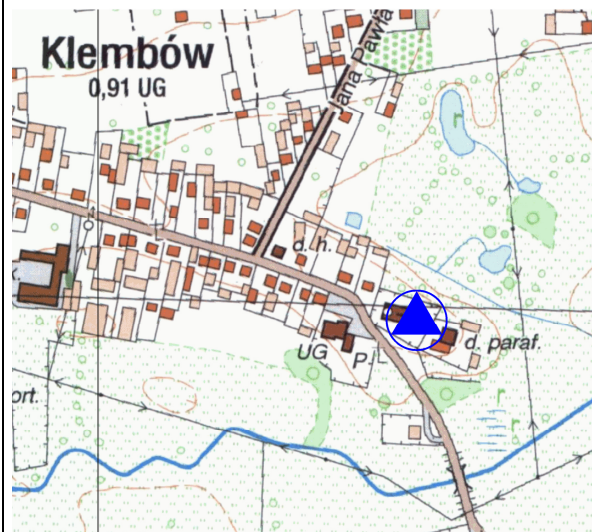 Klembów
0,91 UG
Jana Pawła
d. h.
UG
P.
d. paraf.
ort.
r
r
r